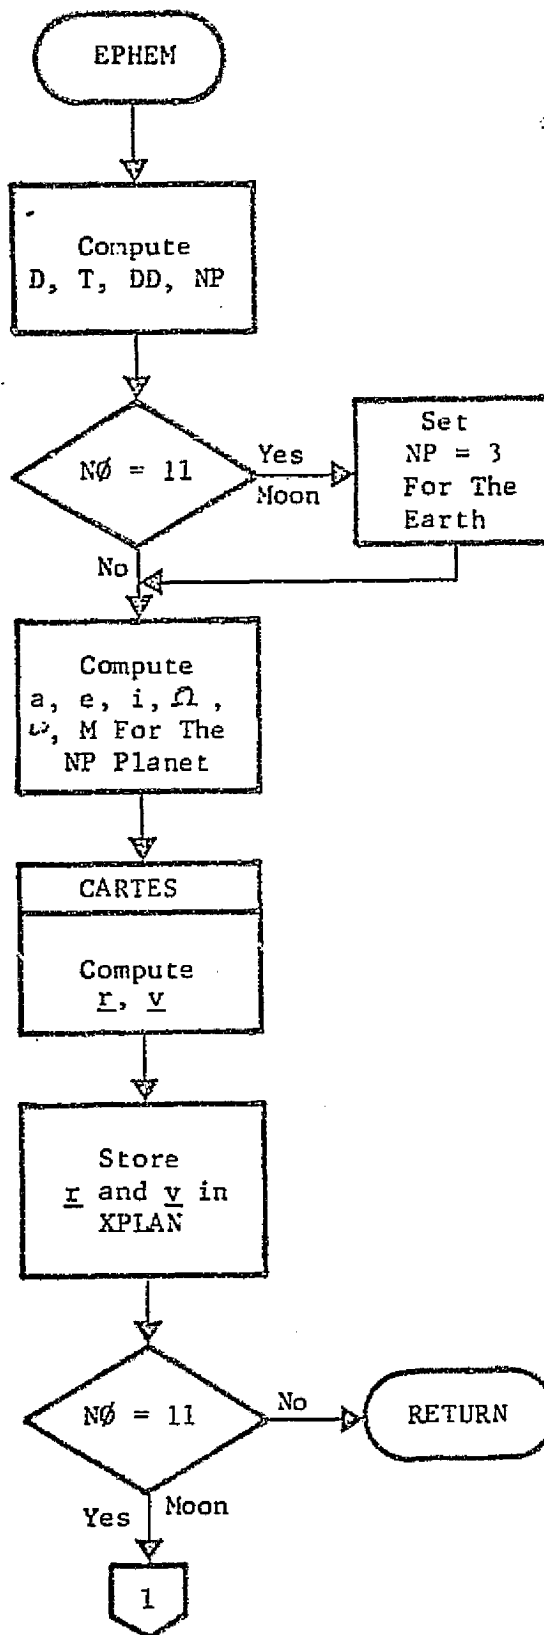 EPHEM
Compute
D, T, DD, NP
NØ = 11
Yes
Moon
Set
NP = 3
For The
Earth
No
Compute
a, e, i, Ω,
ω, M For The
NP Planet
CARTES
Compute
r, v
Store
r and v in
XPLAN
NØ = 11
No
RETURN
Yes
Moon
1